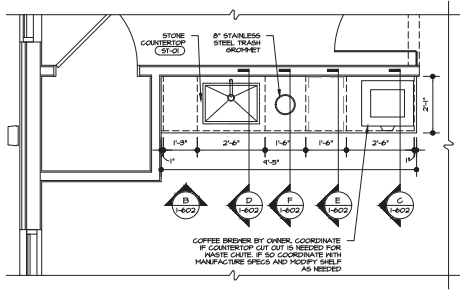 STONE
COUNTERTOP
ST-01
8" STAINLESS
STEEL TRASH
GROMMET
2'-1"
1'-3"
2'-6"
1'-6"
1'-6"
2'-6"
1"
9'-5"
1"
B
1-602
D
1-602
F
1-602
E
1-602
C
1-602
COFFEE BREWER BY OWNER. COORDINATE
IF COUNTERTOP CUT OUT IS NEEDED FOR
WASTE CHUTE. IF SO COORDINATE WITH
MANUFACTURE SPECS AND MODIFY SHELF
AS NEEDED